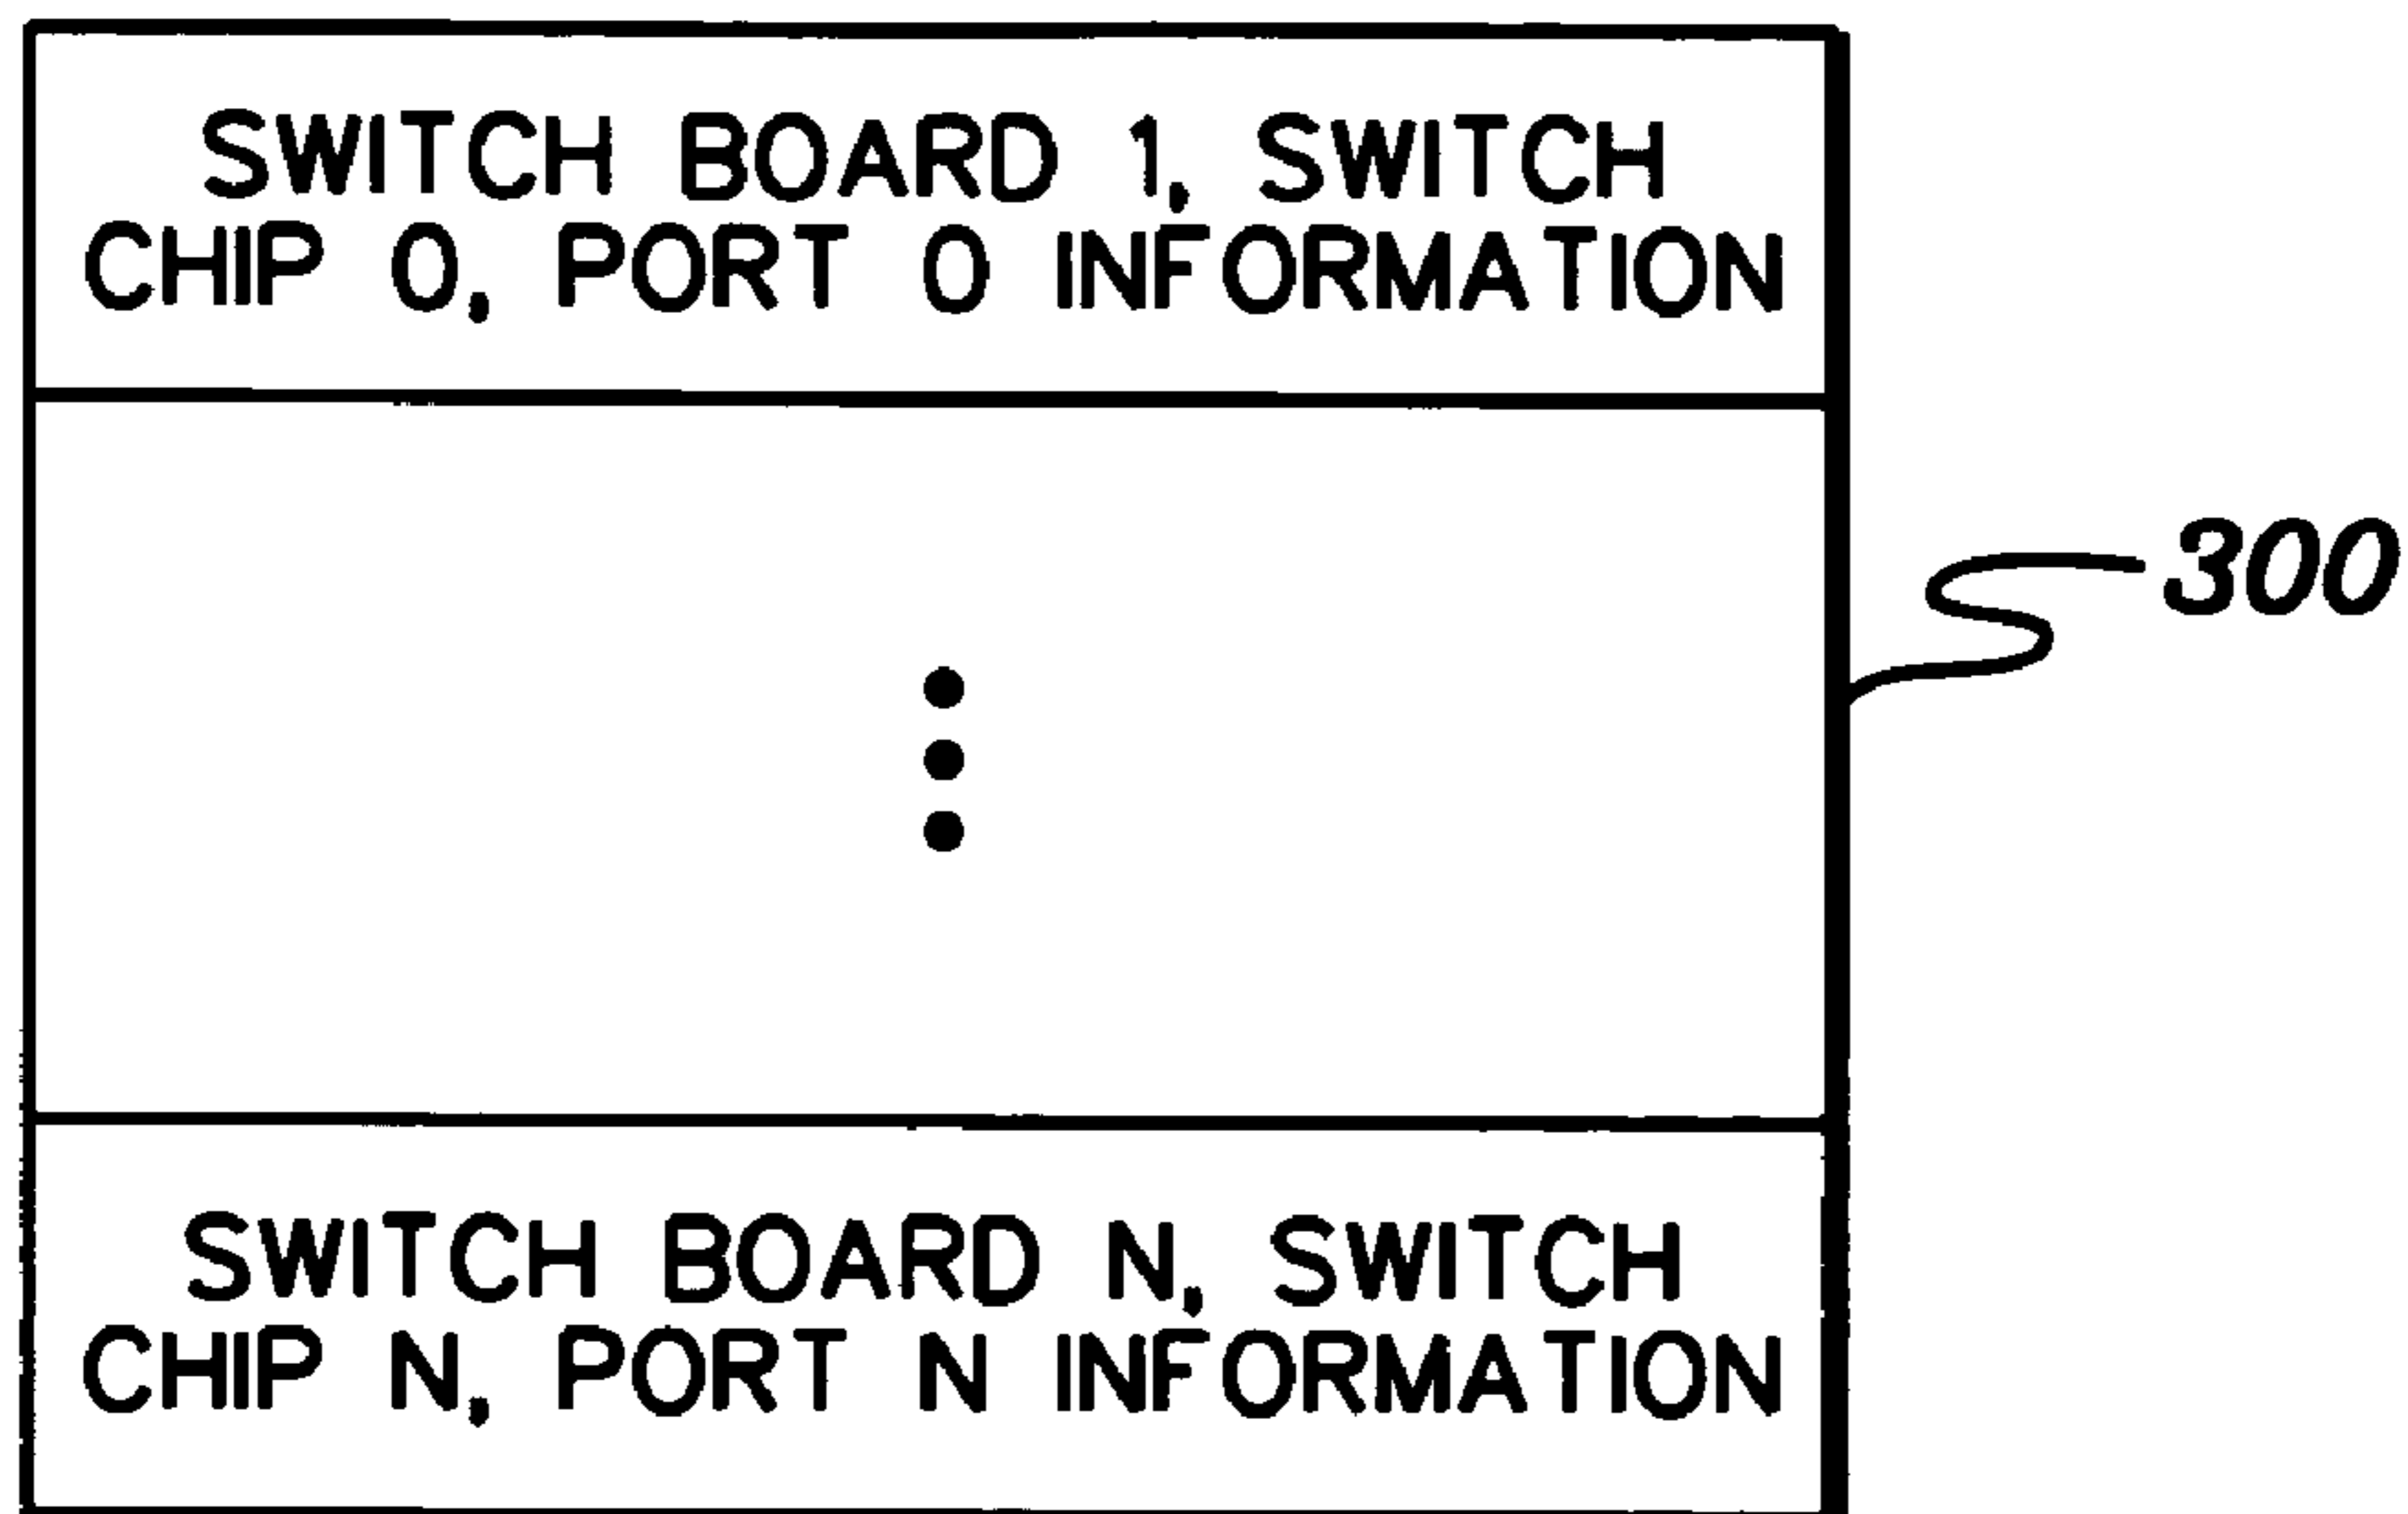 SWITCH BOARD 1, SWITCH
CHIP 0, PORT 0 INFORMATION
300
SWITCH BOARD N, SWITCH
CHIP N, PORT N INFORMATION